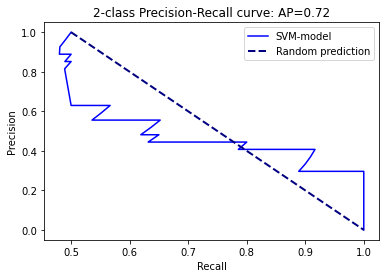 2-class Precision-Recall curve: AP=0.72
SVM-model
Random prediction
Precision
1.0
0.8
0.6
0.4
0.2
0.0
0.5
0.6
0.7
0.8
0.9
1.0
Recall